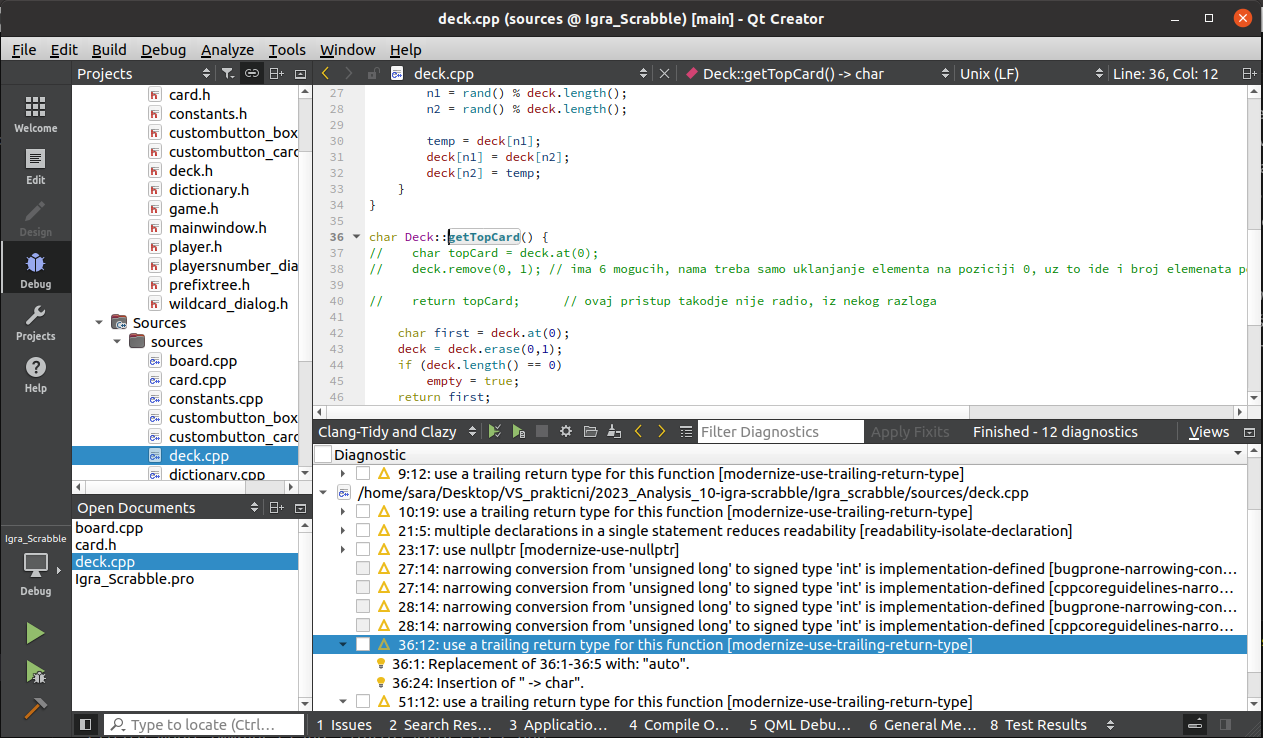 deck.cpp (sources @ Igra_Scrabble) [main] - Qt Creator
File Edit Build Debug Analyze Tools Window Help
Projects
deck.cpp
Deck::getTopCard() -> char
Unix (LF)
Line: 36, Col: 12
Welcome
Edit
Design
Debug
Projects
Help
card.h
constants.h
custombutton_box
custombutton_card
deck.h
dictionary.h
game.h
mainwindow.h
player.h
playersnumber_dia
prefixtree.h
wildcard_dialog.h
Sources
sources
board.cpp
card.cpp
constants.cpp
custombutton_box
custombutton_card
deck.cpp
dictionary.cpp
27 n1 = rand() % deck.length();
28 n2 = rand() % deck.length();
29
30 temp = deck[n1];
31 deck[n1] = deck[n2];
32 deck[n2] = temp;
33 }
34 }
35
36 char Deck::getTopCard() {
37 // char topCard = deck.at(0);
38 // deck.remove(0, 1); // ima 6 mogucih, nama treba samo uklanjanje elementa na poziciji 0, uz to ide i broj elemenata p
39
40 // return topCard; // ovaj pristup takodje nije radio, iz nekog razloga
41
42 char first = deck.at(0);
43 deck = deck.erase(0,1);
44 if (deck.length() == 0)
45 empty = true;
46 return first;
Clang-Tidy and Clazy
Filter Diagnostics
Apply Fixits
Finished - 12 diagnostics
Views
Diagnostic
9:12: use a trailing return type for this function [modernize-use-trailing-return-type]
/home/sara/Desktop/VS_prakticni/2023_Analysis_10-igra-scrabble/Igra_scrabble/sources/deck.cpp
10:19: use a trailing return type for this function [modernize-use-trailing-return-type]
21:5: multiple declarations in a single statement reduces readability [readability-isolate-declaration]
23:17: use nullptr [modernize-use-nullptr]
27:14: narrowing conversion from 'unsigned long' to signed type 'int' is implementation-defined [bugprone-narrowing-con...
27:14: narrowing conversion from 'unsigned long' to signed type 'int' is implementation-defined [cppcoreguidelines-narro...
28:14: narrowing conversion from 'unsigned long' to signed type 'int' is implementation-defined [bugprone-narrowing-con...
28:14: narrowing conversion from 'unsigned long' to signed type 'int' is implementation-defined [cppcoreguidelines-narro...
36:12: use a trailing return type for this function [modernize-use-trailing-return-type]
36:1: Replacement of 36:1-36:5 with: "auto".
36:24: Insertion of " -> char".
51:12: use a trailing return type for this function [modernize-use-trailing-return-type]
Open Documents
board.cpp
card.h
deck.cpp
Igra_Scrabble.pro
Igra_Scrabble
Debug
Type to locate (Ctrl...
1 Issues
2 Search Res...
3 Applicatio...
4 Compile O...
5 QML Debu...
6 General Me...
8 Test Results